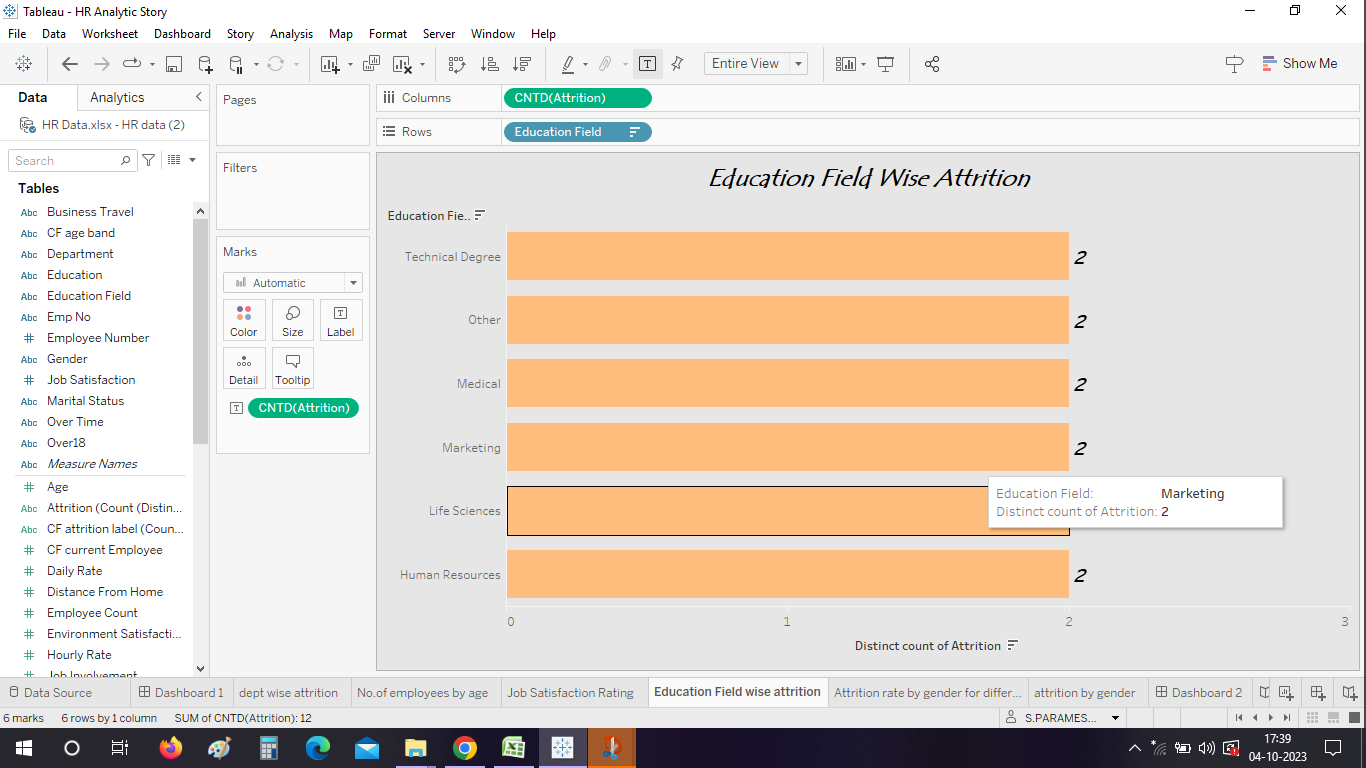 Tableau - HR Analytic Story
File Data Worksheet Dashboard Story Analysis Map Format Server Window Help
Entire View
Show Me
Data Analytics
HR Data.xlsx - HR data (2)
Search
Tables
Abc Business Travel
Abc CF age band
Abc Department
Abc Education
Abc Education Field
Abc Emp No
# Employee Number
Abc Gender
# Job Satisfaction
Abc Marital Status
Abc Over Time
Abc Over18
Abc Measure Names
# Age
Abc Attrition (Count (Distin...
Abc CF attrition label (Coun...
# CF current Employee
# Daily Rate
# Distance From Home
# Employee Count
# Environment Satisfacti...
# Hourly Rate
# Job Involvement
Pages
Filters
Marks
Automatic
Color Size Label
Detail Tooltip
CNTD(Attrition)
Columns CNTD(Attrition)
Rows Education Field
Education Field Wise Attrition
Education Fie..
Technical Degree 2
Other 2
Medical 2
Marketing 2
Life Sciences
Human Resources 2
Education Field: Marketing
Distinct count of Attrition: 2
0 1 2 3
Distinct count of Attrition
Data Source Dashboard 1 dept wise attrition No.of employees by age Job Satisfaction Rating Education Field wise attrition Attrition rate by gender for differ... attrition by gender Dashboard 2
6 marks 6 rows by 1 column SUM of CNTD(Attrition): 12 S.PARAMES...
17:39
04-10-2023